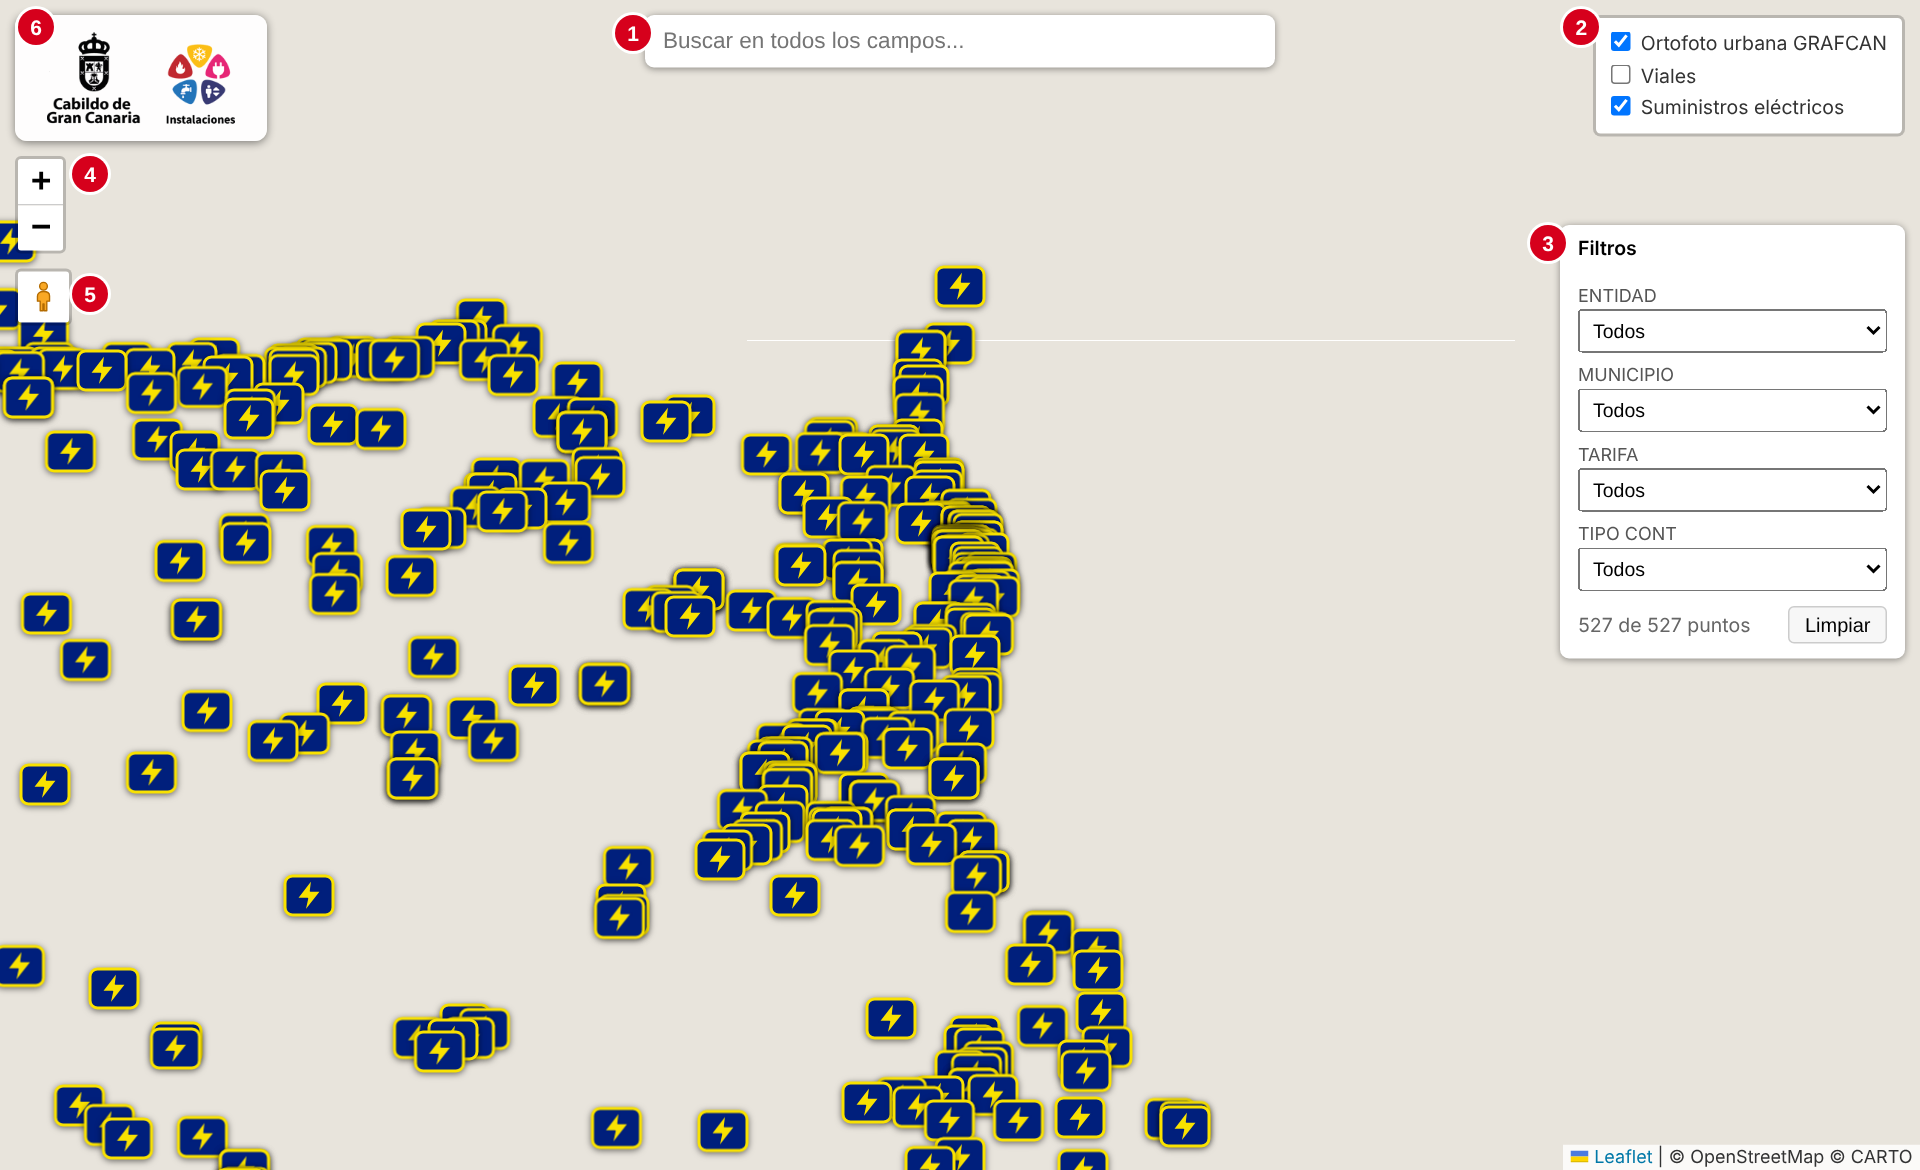 6
Cabildo de
Gran Canaria
Instalaciones
1
Buscar en todos los campos...
2
Ortofoto urbana GRAFCAN
Viales
Suministros eléctricos
4
+
−
5
3
Filtros
ENTIDAD
Todos
MUNICIPIO
Todos
TARIFA
Todos
TIPO CONT
Todos
527 de 527 puntos
Limpiar
Leaflet | © OpenStreetMap © CARTO